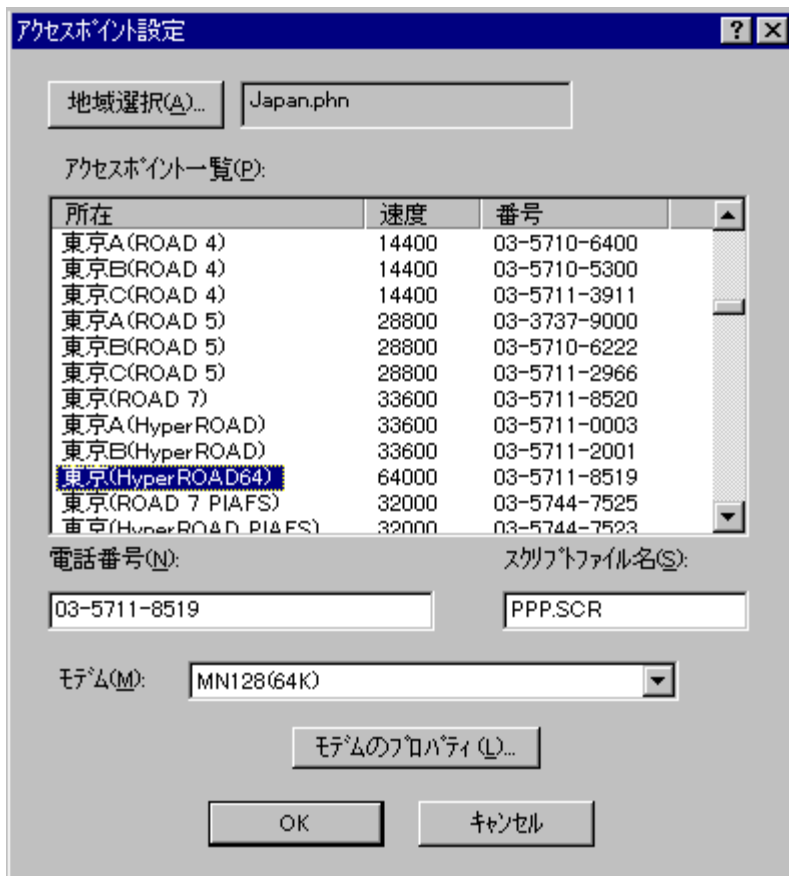 ｱｸｾｽﾎﾟｲﾝﾄ設定
地域選択(A)... Japan.phn
ｱｸｾｽﾎﾟｲﾝﾄ一覧(P):
所在 速度 番号
東京A(ROAD 4) 14400 03-5710-6400
東京B(ROAD 4) 14400 03-5710-5300
東京C(ROAD 4) 14400 03-5711-3911
東京A(ROAD 5) 28800 03-3737-9000
東京B(ROAD 5) 28800 03-5710-6222
東京C(ROAD 5) 28800 03-5711-2966
東京(ROAD 7) 33600 03-5711-8520
東京A(HyperROAD) 33600 03-5711-0003
東京B(HyperROAD) 33600 03-5711-2001
東京(HyperROAD64) 64000 03-5711-8519
東京(ROAD 7 PIAFS) 32000 03-5744-7525
東京(HyperROAD PIAFS) 32000 03-5744-7523
電話番号(N): ｽｸﾘﾌﾟﾄﾌｧｲﾙ名(S):
03-5711-8519 PPP.SCR
ﾓﾃﾞﾑ(M): MN128(64K)
ﾓﾃﾞﾑのﾌﾟﾛﾊﾟﾃｨ(L)...
OK ｷｬﾝｾﾙ